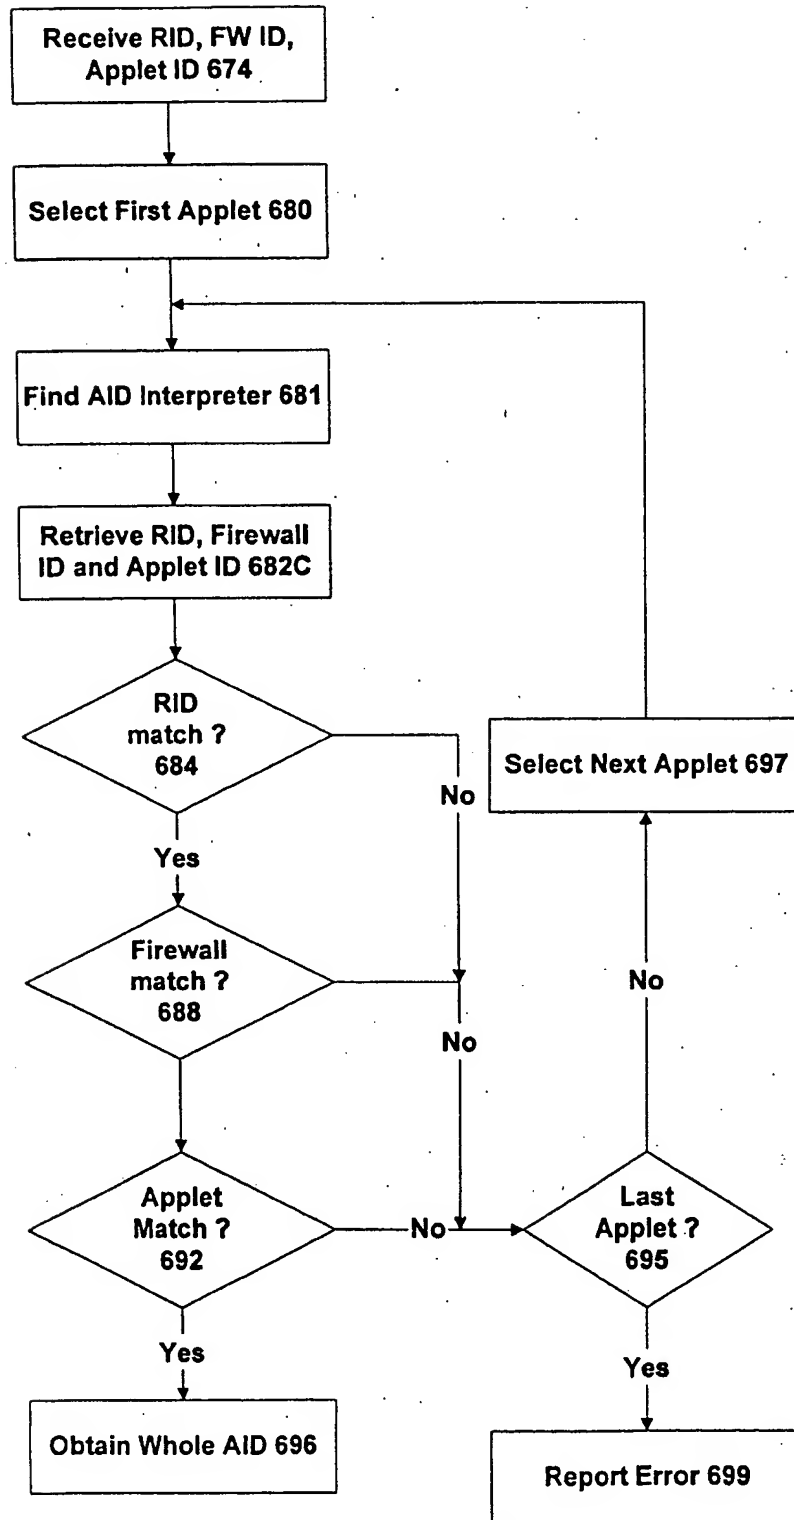 Receive RID, FW ID,
Applet ID 674
Select First Applet 680
Find AID Interpreter 681
Retrieve RID, Firewall
ID and Applet ID 682C
RID
match ?
684
No
Yes
Select Next Applet 697
Firewall
match ?
688
No
No
Applet
Match ?
692
No
Last
Applet ?
695
Yes
Yes
Obtain Whole AID 696
Report Error 699